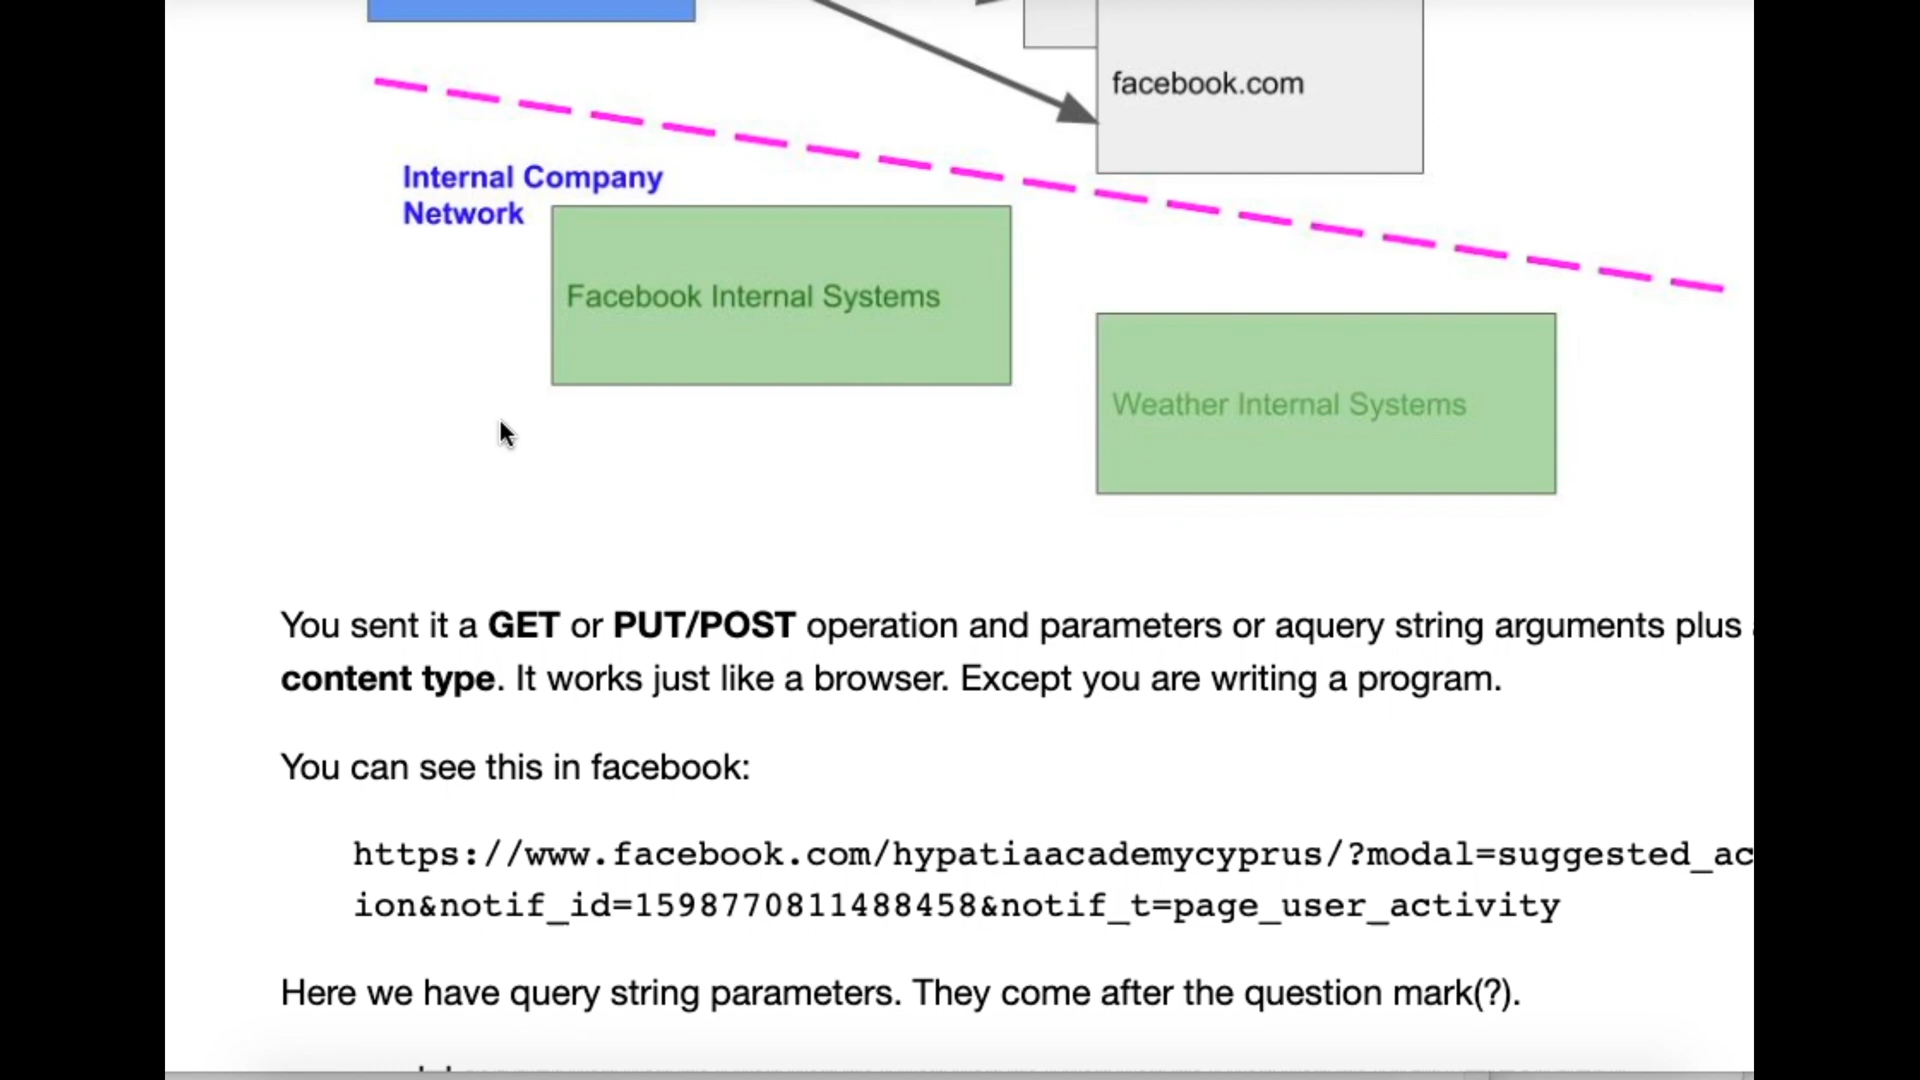 facebook.com
Internal Company
Network
Facebook Internal Systems
Weather Internal Systems
You sent it a GET or PUT/POST operation and parameters or aquery string arguments plus
content type. It works just like a browser. Except you are writing a program.
You can see this in facebook:
https://www.facebook.com/hypatiaacademycyprus/?modal=suggested_ac
ion&notif_id=1598770811488458&notif_t=page_user_activity
Here we have query string parameters. They come after the question mark(?).